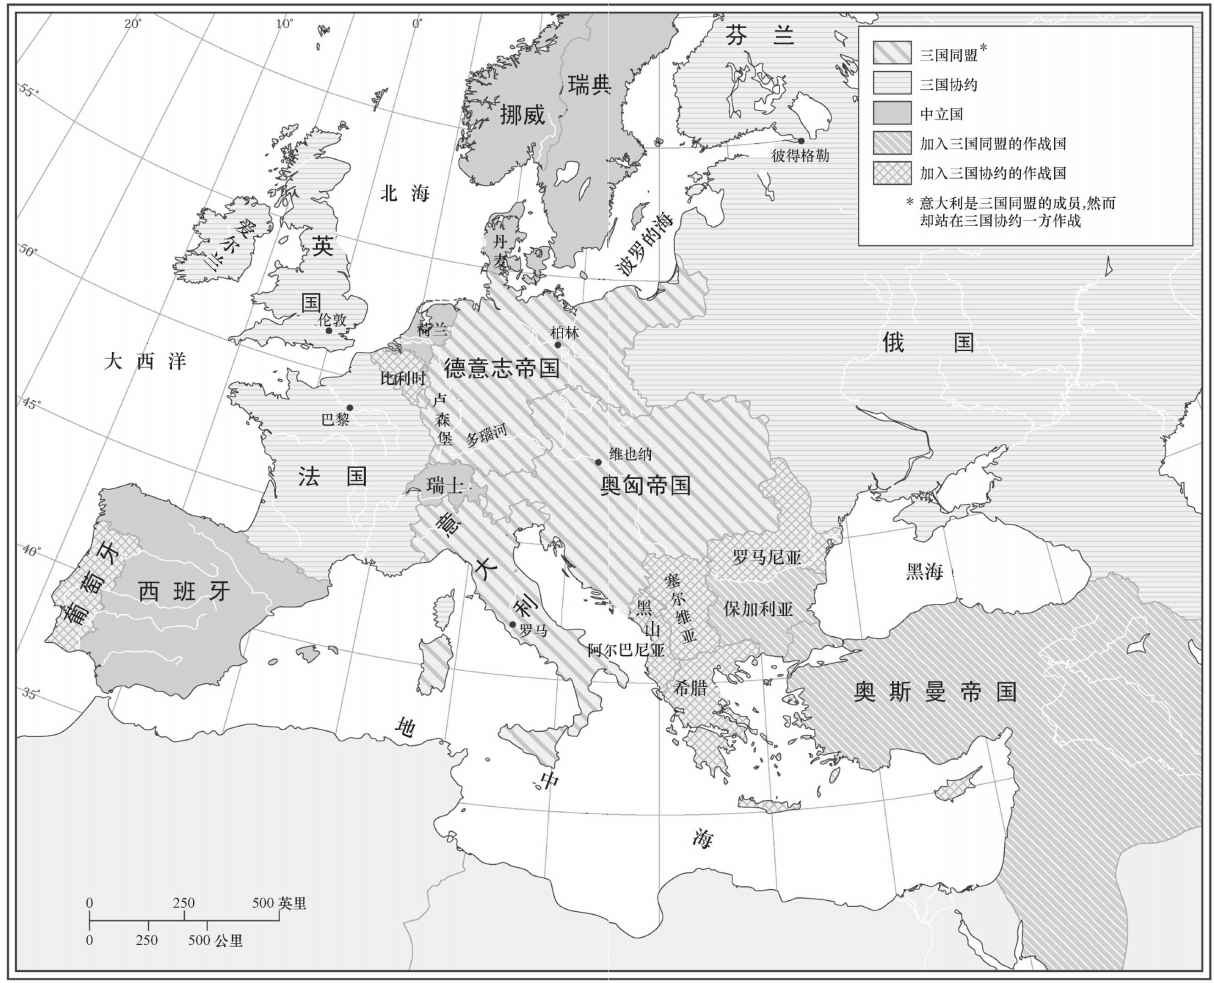 20°
10°
0°
55°
50°
45°
40°
35°
三国同盟*
三国协约
中立国
加入三国同盟的作战国
加入三国协约的作战国
* 意大利是三国同盟的成员,然而
却站在三国协约一方作战
芬兰
瑞典
挪威
彼得格勒
北海
波罗的海
丹麦
爱尔兰
英国
伦敦
荷兰
柏林
大西洋
俄国
比利时
德意志帝国
卢森堡
巴黎
多瑙河
维也纳
法国
瑞士
奥匈帝国
意大利
罗马尼亚
黑海
葡萄牙
西班牙
塞尔维亚
黑山
保加利亚
罗马
阿尔巴尼亚
希腊
奥斯曼帝国
地中海
0 250 500 英里
0 250 500 公里
20°
10°
0°